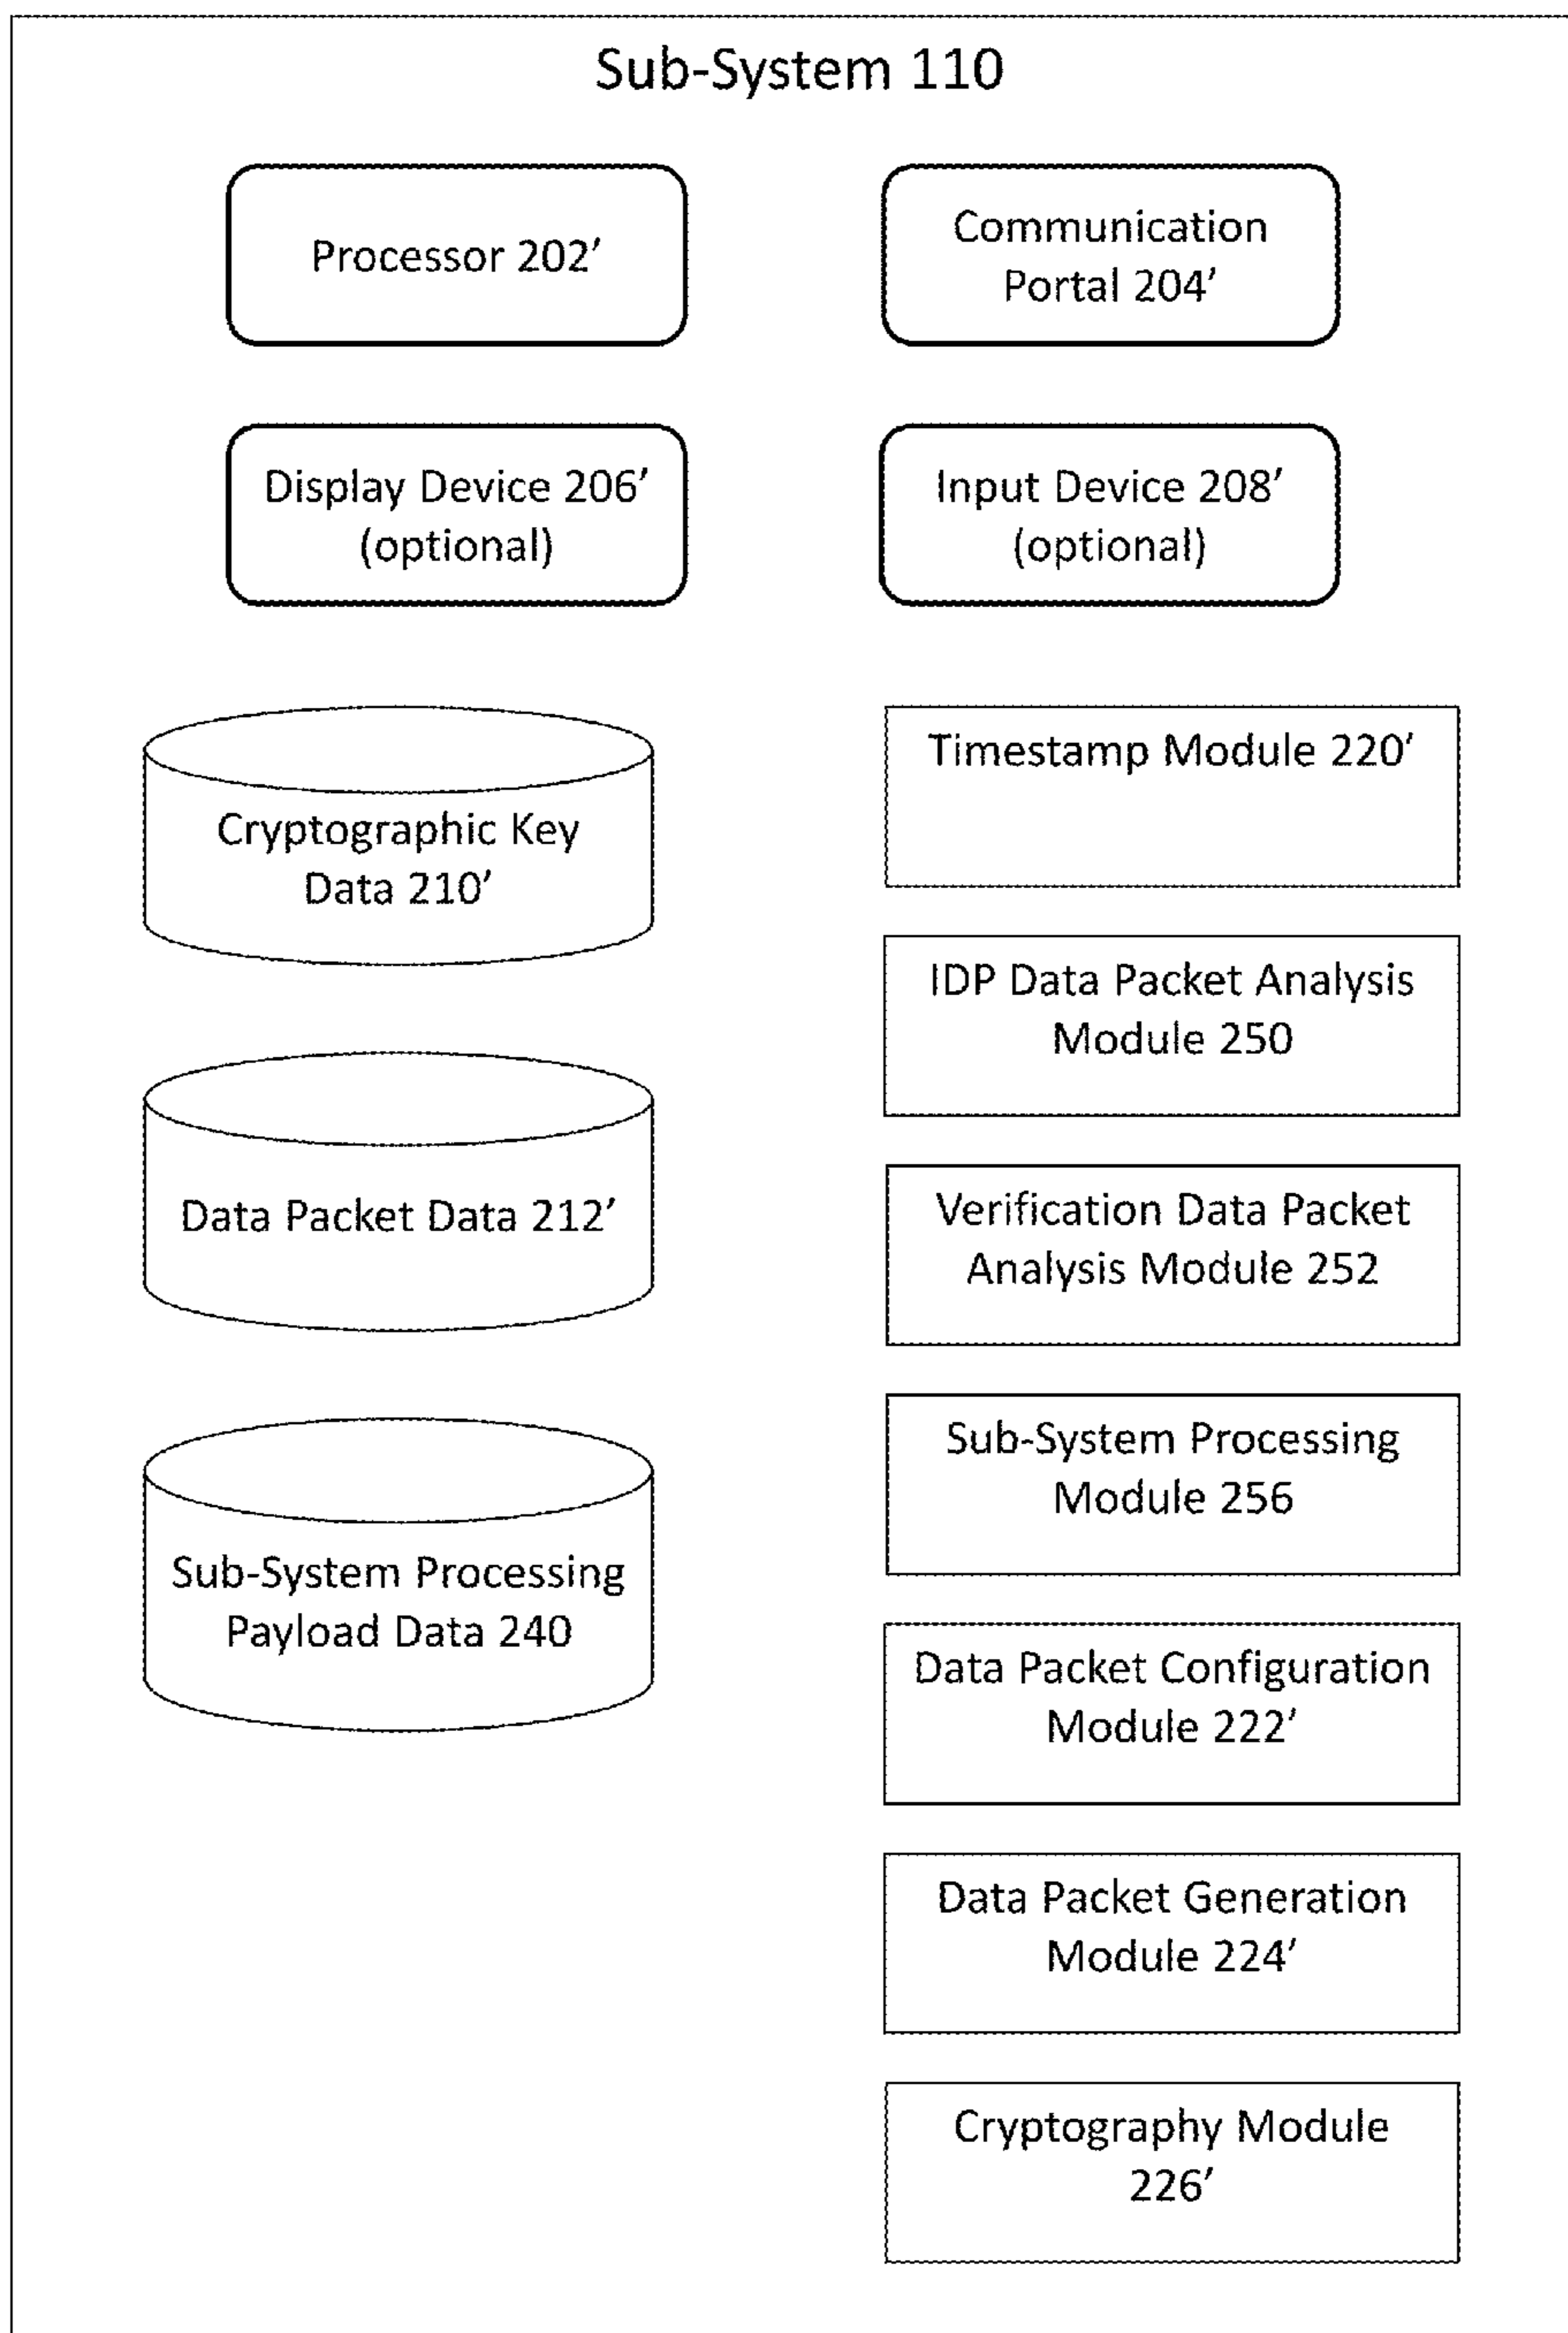 Sub-System 110
Processor 202’
Communication
Portal 204’
Display Device 206’
(optional)
Input Device 208’
(optional)
Cryptographic Key
Data 210’
Data Packet Data 212’
Sub-System Processing
Payload Data 240
Timestamp Module 220’
IDP Data Packet Analysis
Module 250
Verification Data Packet
Analysis Module 252
Sub-System Processing
Module 256
Data Packet Configuration
Module 222’
Data Packet Generation
Module 224’
Cryptography Module
226’